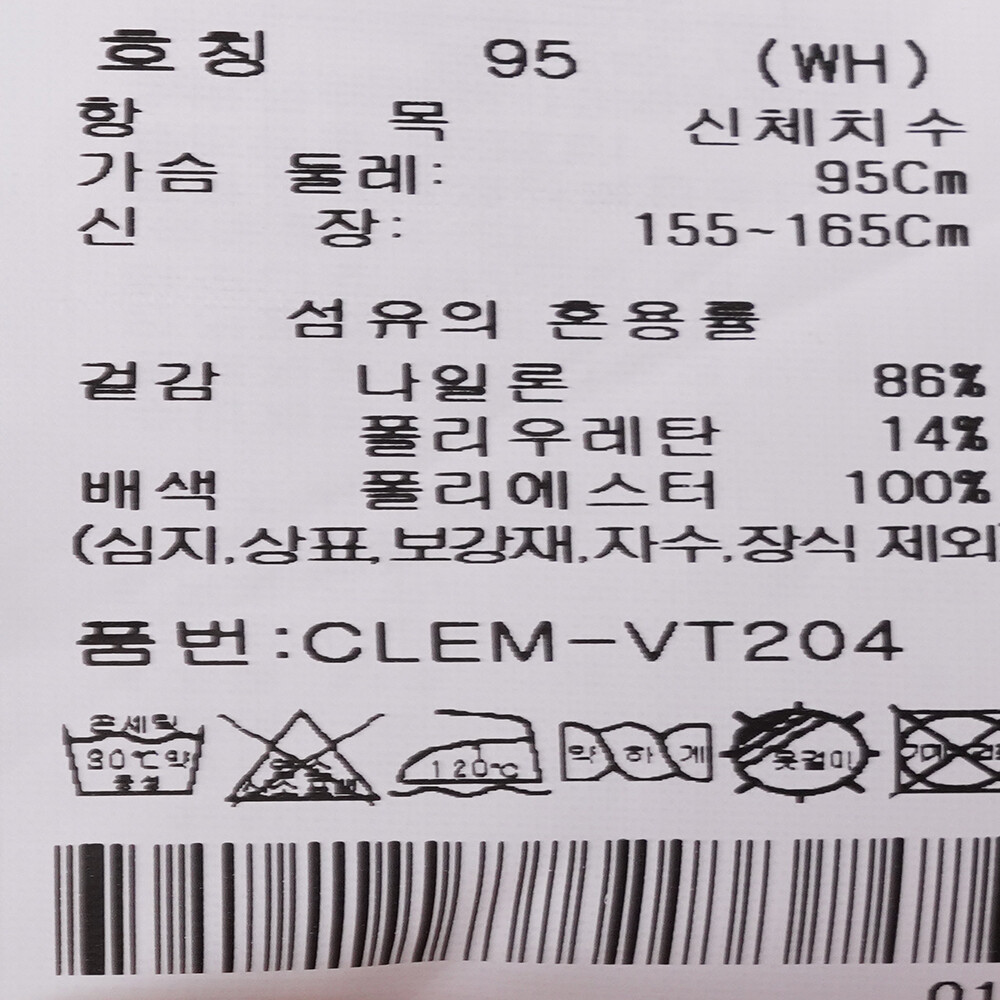 호칭 95 (WH)
항 목 신체치수
가슴 둘레: 95Cm
신 장: 155~165Cm
섬유의 혼용률
겉감 나일론 86%
폴리우레탄 14%
배색 폴리에스터 100%
(심지,상표,보강재,자수,장식 제외
품번:CLEM-VT204
30℃ 약 120℃ 약하게 옷걸이
중성
01